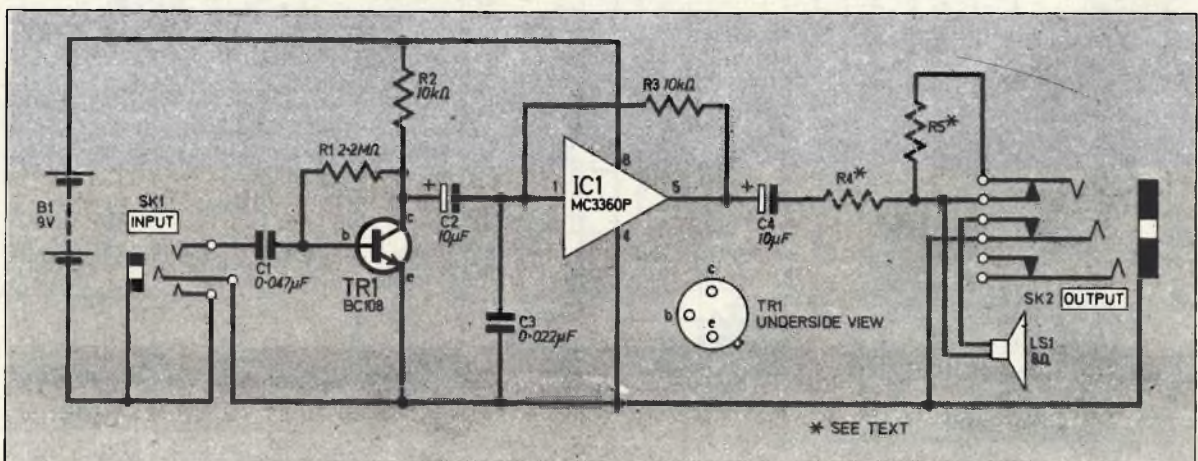 R2
10kΩ
R3 10kΩ
R5*
R1 2·2MΩ
8
IC1
MC3360P
1
5
R4*
B1
9V
SK1
INPUT
+
C2
10µF
+
C4
10µF
b
c
e
C1
0·047µF
TR1
BC108
4
c
b
e
TR1
UNDERSIDE VIEW
SK2 OUTPUT
C3
0·022µF
LS1
8Ω
* SEE TEXT